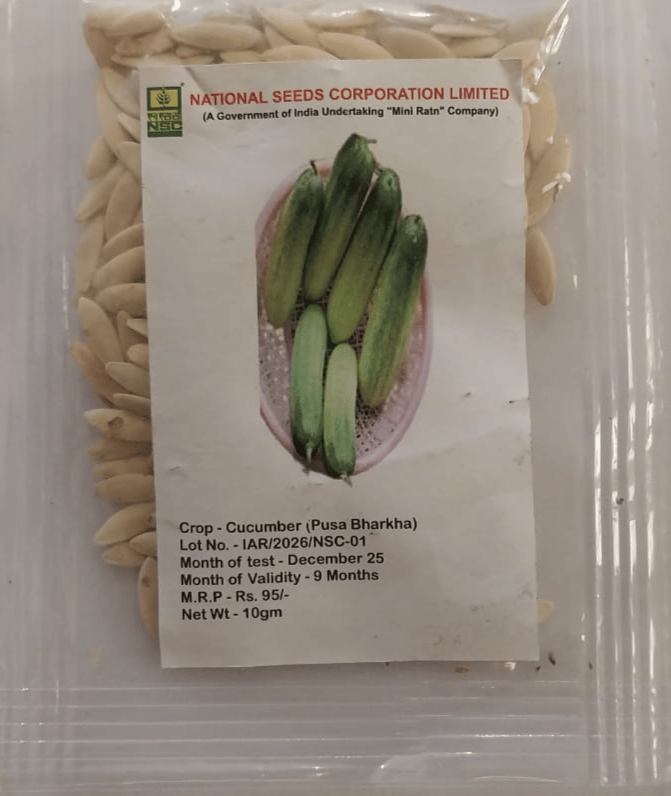 NATIONAL SEEDS CORPORATION LIMITED
(A Government of India Undertaking "Mini Ratn" Company)
NSC
Crop - Cucumber (Pusa Bharkha)
Lot No. - IAR/2026/NSC-01
Month of test - December 25
Month of Validity - 9 Months
M.R.P - Rs. 95/-
Net Wt - 10gm